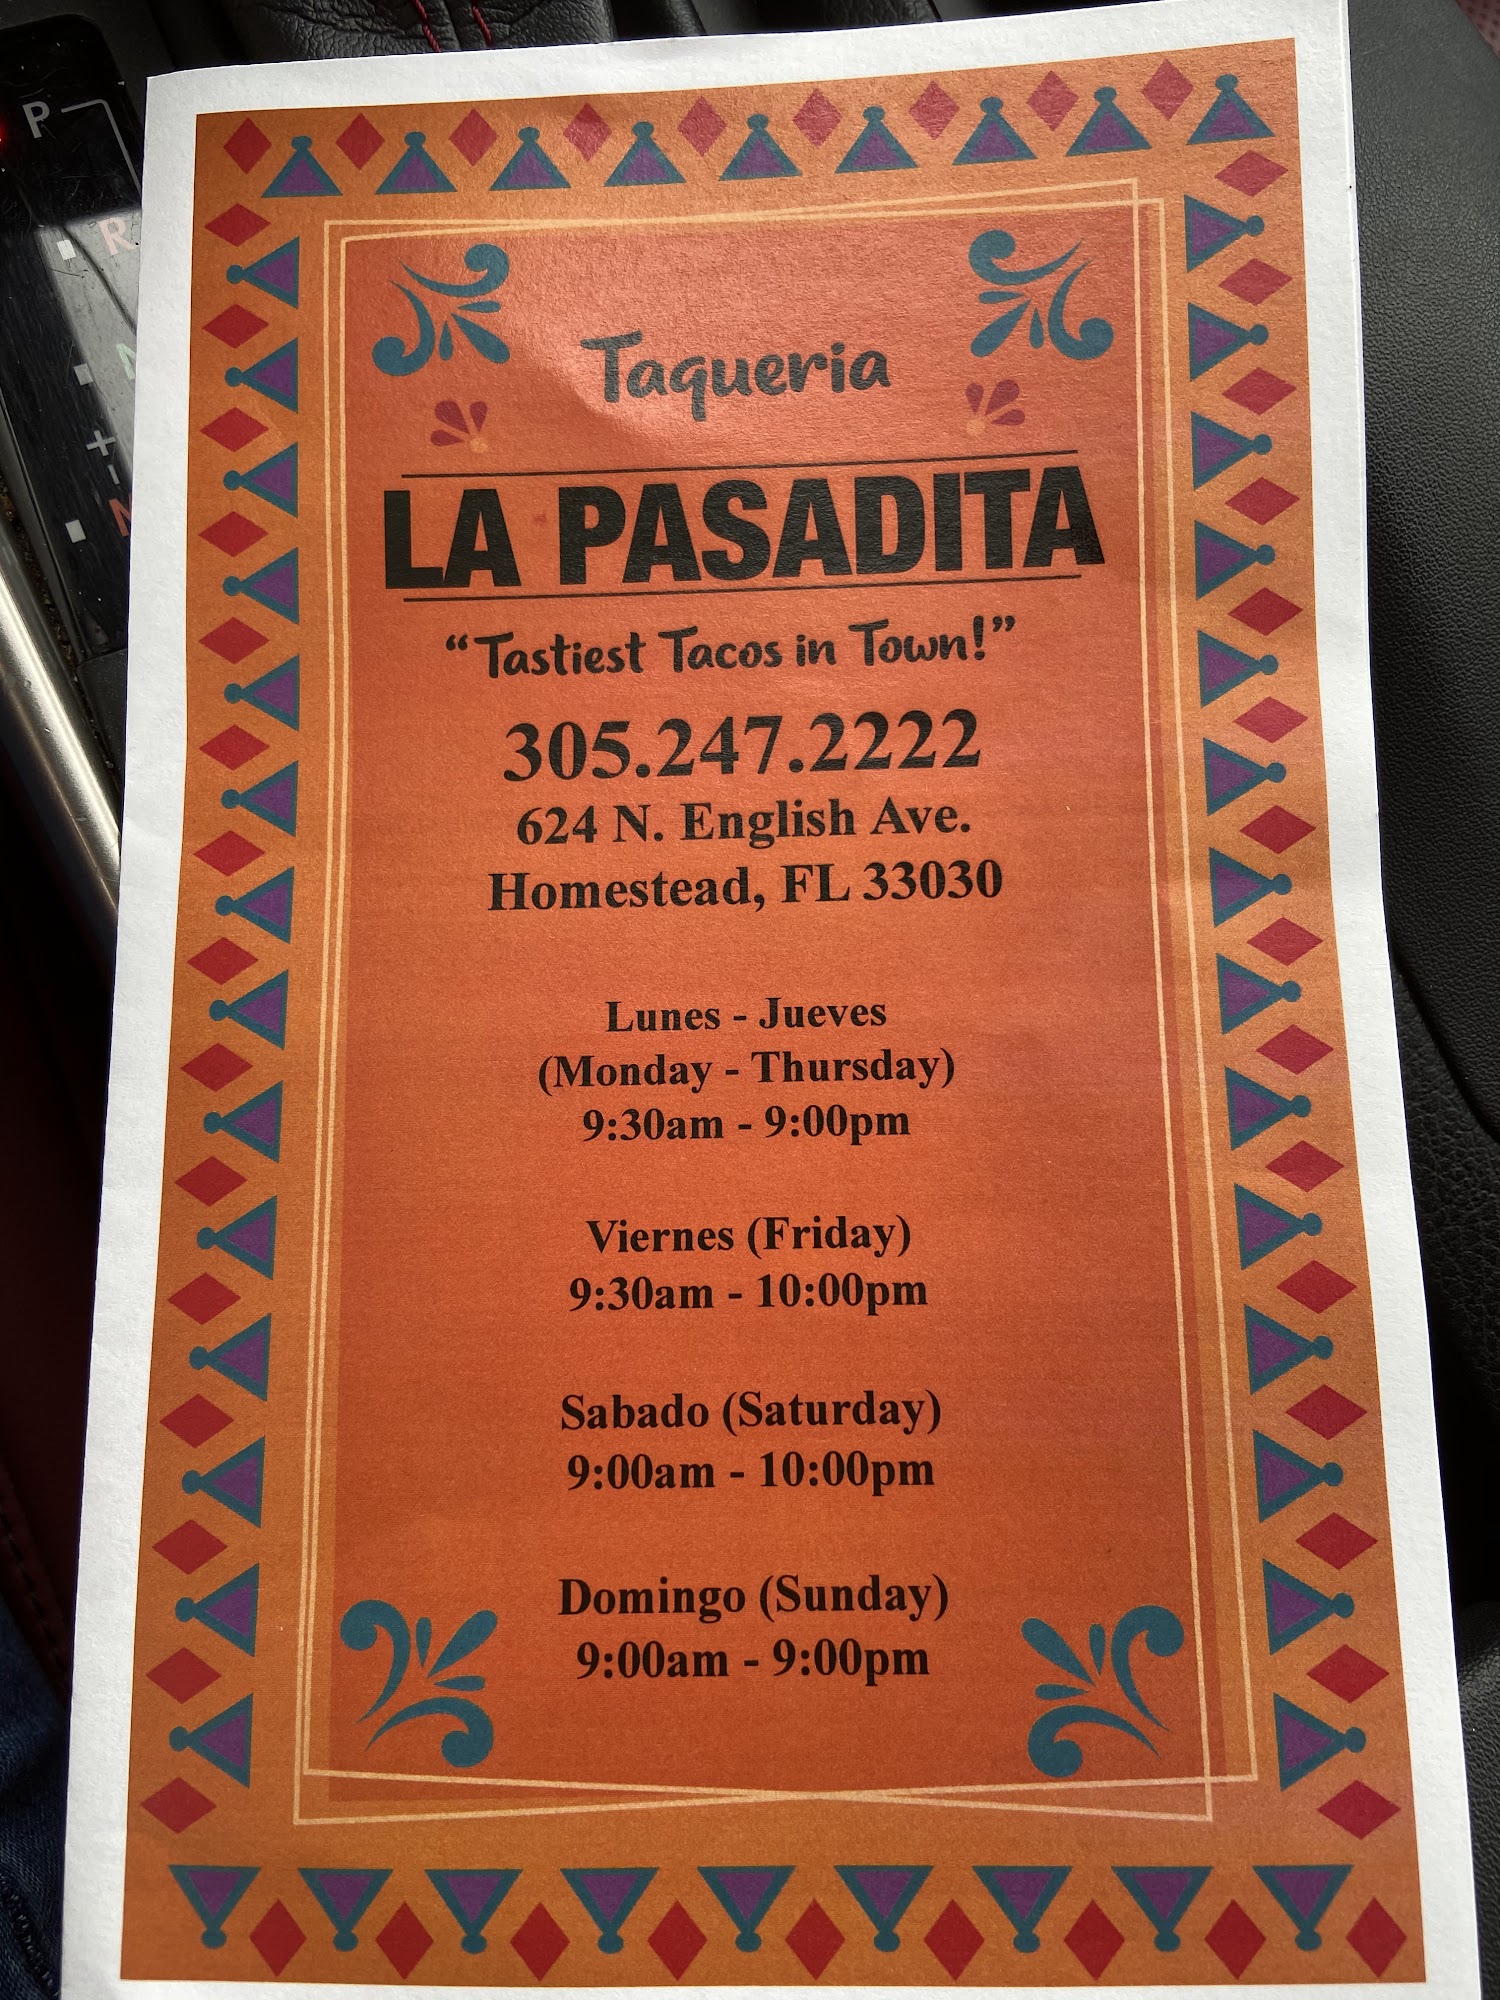 P
R
N
Taqueria
LA PASADITA
“Tastiest Tacos in Town!”
305.247.2222
624 N. English Ave.
Homestead, FL 33030
Lunes - Jueves
(Monday - Thursday)
9:30am - 9:00pm
Viernes (Friday)
9:30am - 10:00pm
Sabado (Saturday)
9:00am - 10:00pm
Domingo (Sunday)
9:00am - 9:00pm